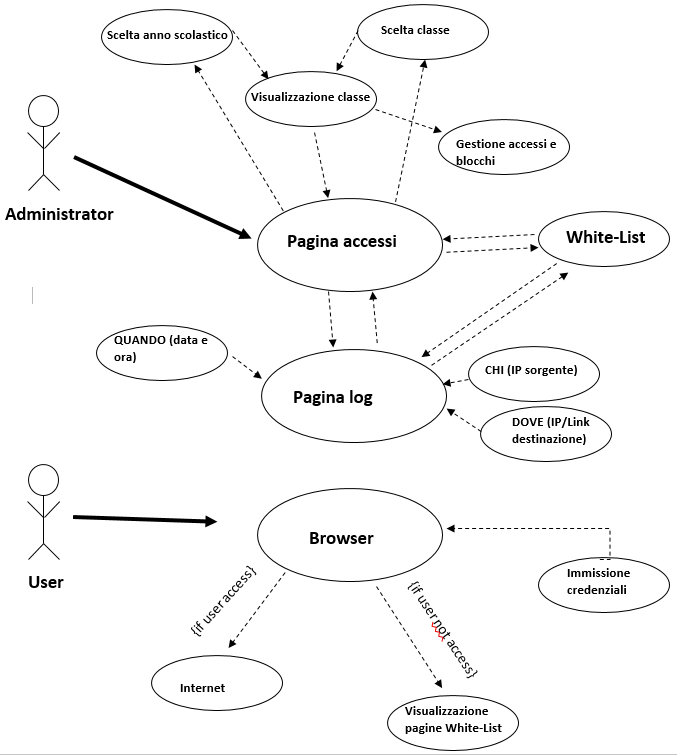 Scelta anno scolastico
Scelta classe
Visualizzazione classe
Gestione accessi e
blocchi
Administrator
Pagina accessi
White-List
QUANDO (data e
ora)
Pagina log
CHI (IP sorgente)
DOVE (IP/Link
destinazione)
User
Browser
Immissione
credenziali
{if user access}
{if user not access}
Internet
Visualizzazione
pagine White-List